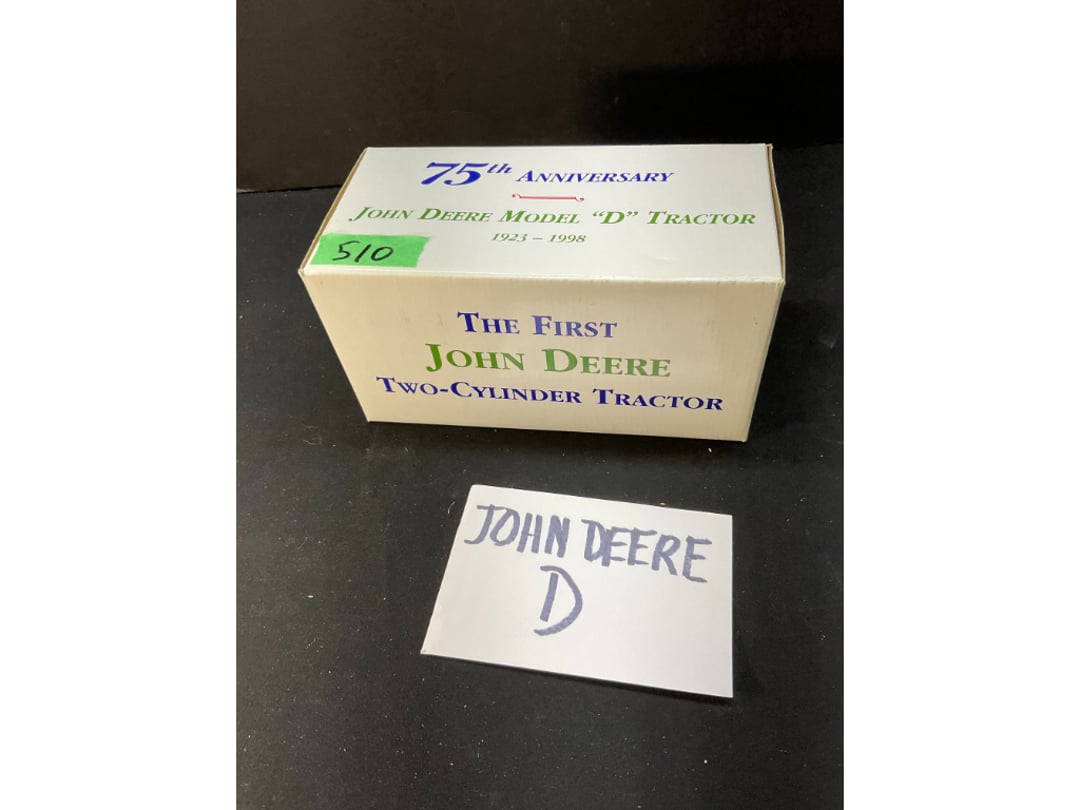 75th ANNIVERSARY
JOHN DEERE MODEL "D" TRACTOR
1923 – 1998
510
THE FIRST
JOHN DEERE
TWO-CYLINDER TRACTOR
JOHN DEERE
D